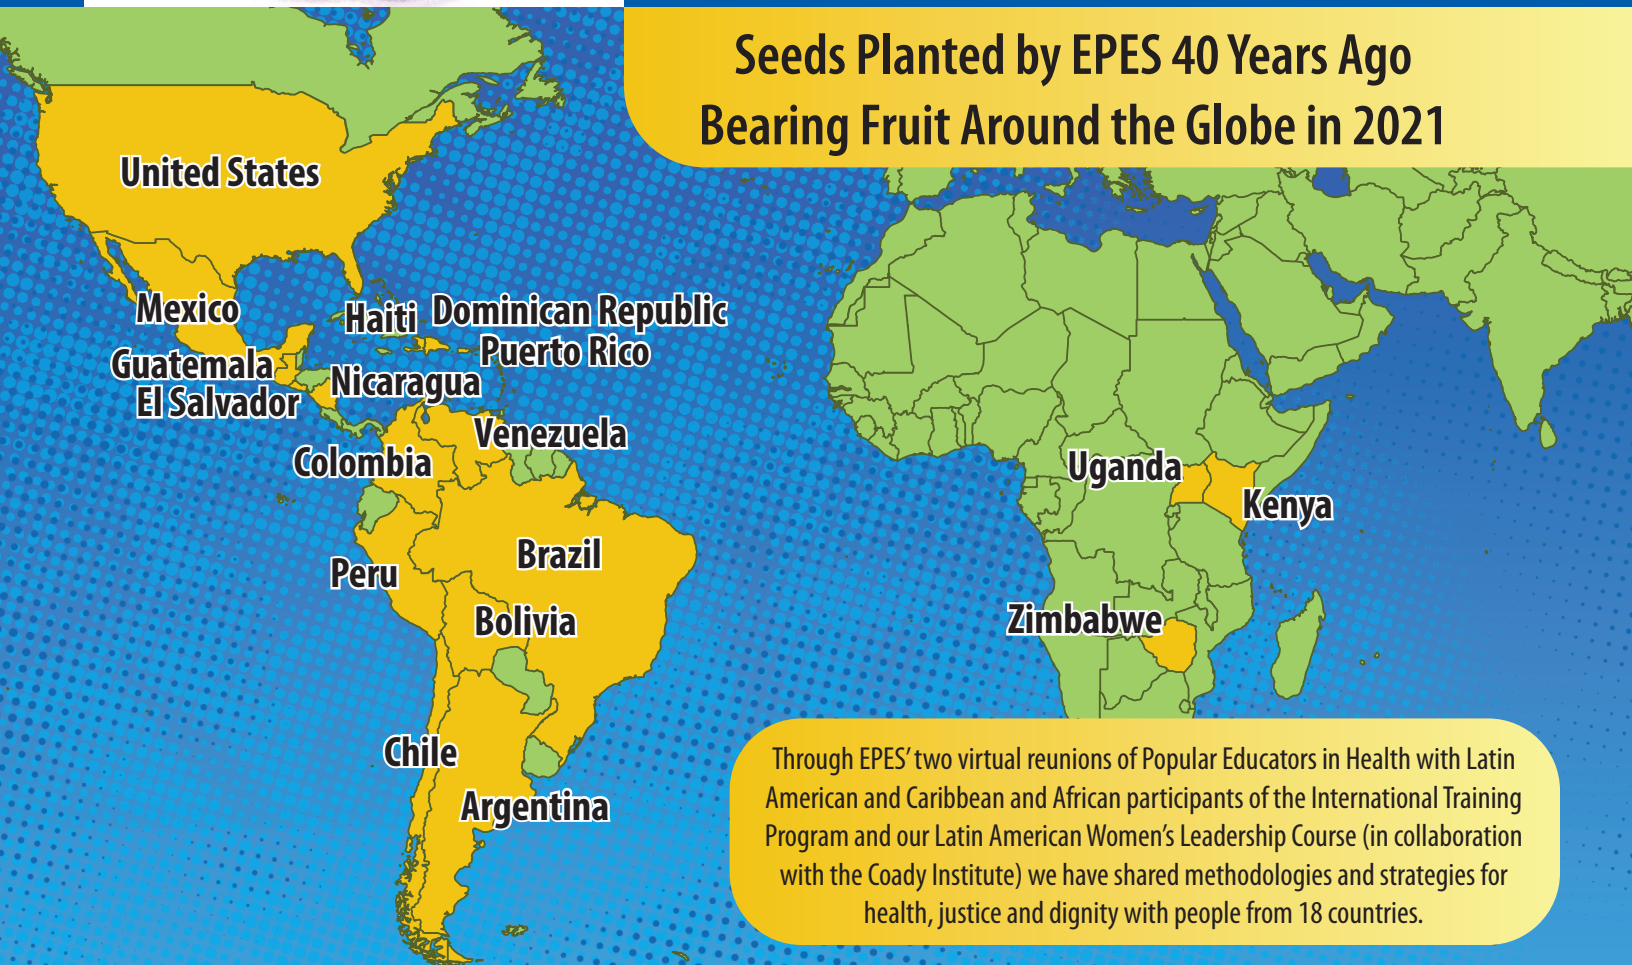 Seeds Planted by EPES 40 Years Ago
Bearing Fruit Around the Globe in 2021
United States
Mexico
Haiti
Dominican Republic
Puerto Rico
Guatemala
El Salvador
Nicaragua
Venezuela
Colombia
Uganda
Kenya
Brazil
Peru
Bolivia
Zimbabwe
Chile
Argentina
Through EPES’ two virtual reunions of Popular Educators in Health with Latin
American and Caribbean and African participants of the International Training
Program and our Latin American Women’s Leadership Course (in collaboration
with the Coady Institute) we have shared methodologies and strategies for
health, justice and dignity with people from 18 countries.